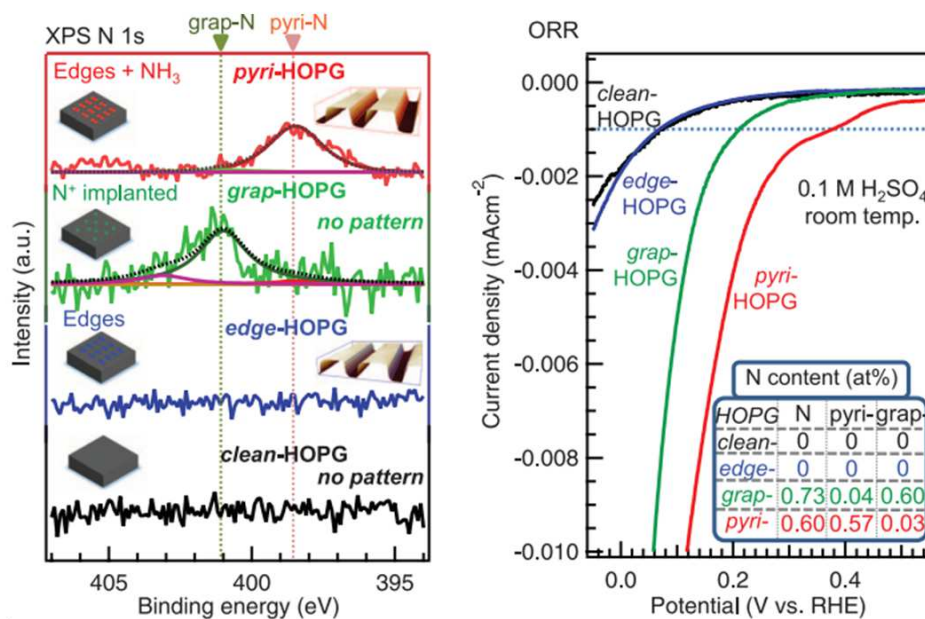 XPS N 1s
grap-N
pyri-N
Edges + NH₃
pyri-HOPG
N⁺ implanted
grap-HOPG
no pattern
Edges
edge-HOPG
clean-HOPG
no pattern
Intensity (a.u.)
405
400
395
Binding energy (eV)
ORR
0.000
-0.002
-0.004
-0.006
-0.008
-0.010
Current density (mAcm⁻²)
clean-
HOPG
edge-
HOPG
grap-
HOPG
pyri-
HOPG
0.1 M H₂SO₄
room temp.
N content (at%)
HOPG N pyri- grap-
clean- 0 0 0
edge- 0 0 0
grap- 0.73 0.04 0.60
pyri- 0.60 0.57 0.03
0.0
0.2
0.4
Potential (V vs. RHE)